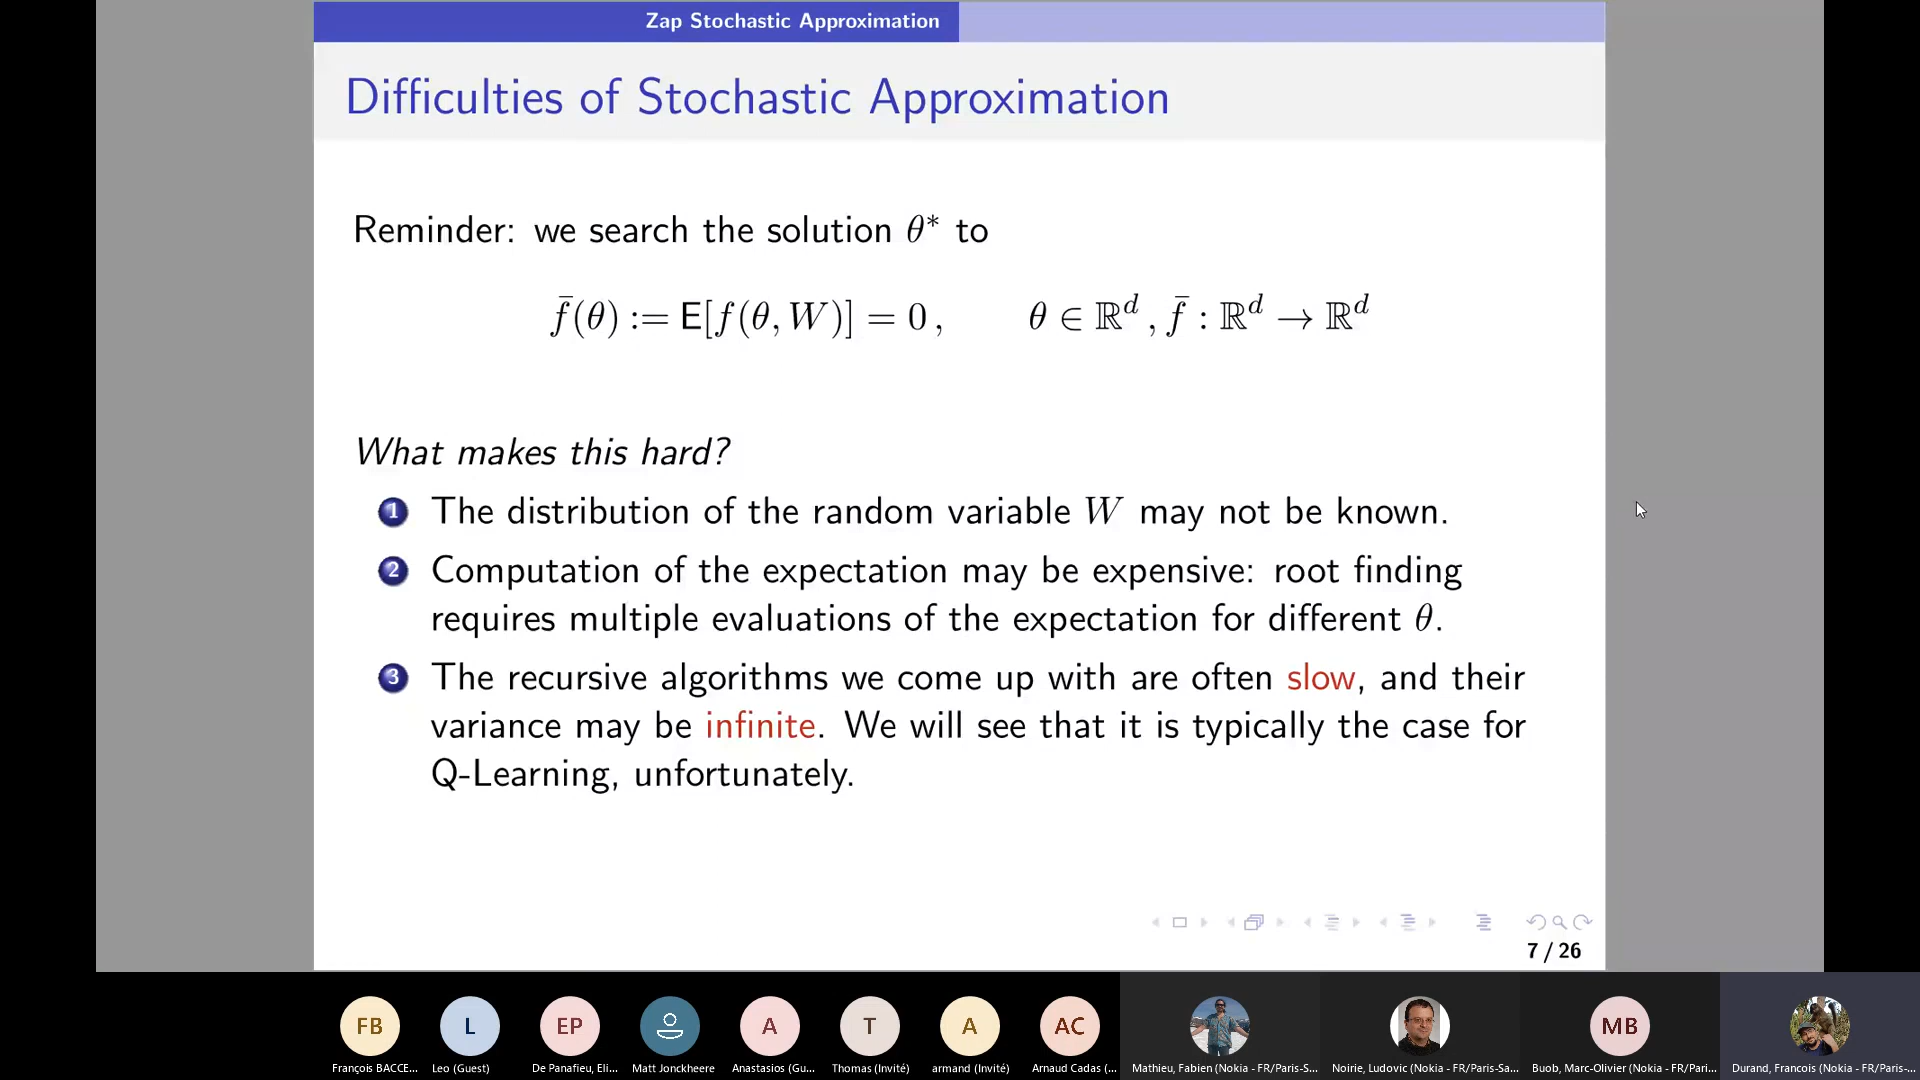 Zap Stochastic Approximation
Difficulties of Stochastic Approximation
Reminder: we search the solution θ* to
f̄(θ) := E[f(θ, W)] = 0 , θ ∈ ℝᵈ , f̄ : ℝᵈ → ℝᵈ
What makes this hard?
1 The distribution of the random variable W may not be known.
2 Computation of the expectation may be expensive: root finding
requires multiple evaluations of the expectation for different θ.
3 The recursive algorithms we come up with are often slow, and their
variance may be infinite. We will see that it is typically the case for
Q-Learning, unfortunately.
7 / 26
FB L EP A T A AC MB
François BACCE... Leo (Guest) De Panafieu, Eli... Matt Jonckheere Anastasios (Gu... Thomas (Invité) armand (Invité) Arnaud Cadas (... Mathieu, Fabien (Nokia - FR/Paris-S... Noirie, Ludovic (Nokia - FR/Paris-Sa... Buob, Marc-Olivier (Nokia - FR/Pari... Durand, Francois (Nokia - FR/Paris-...